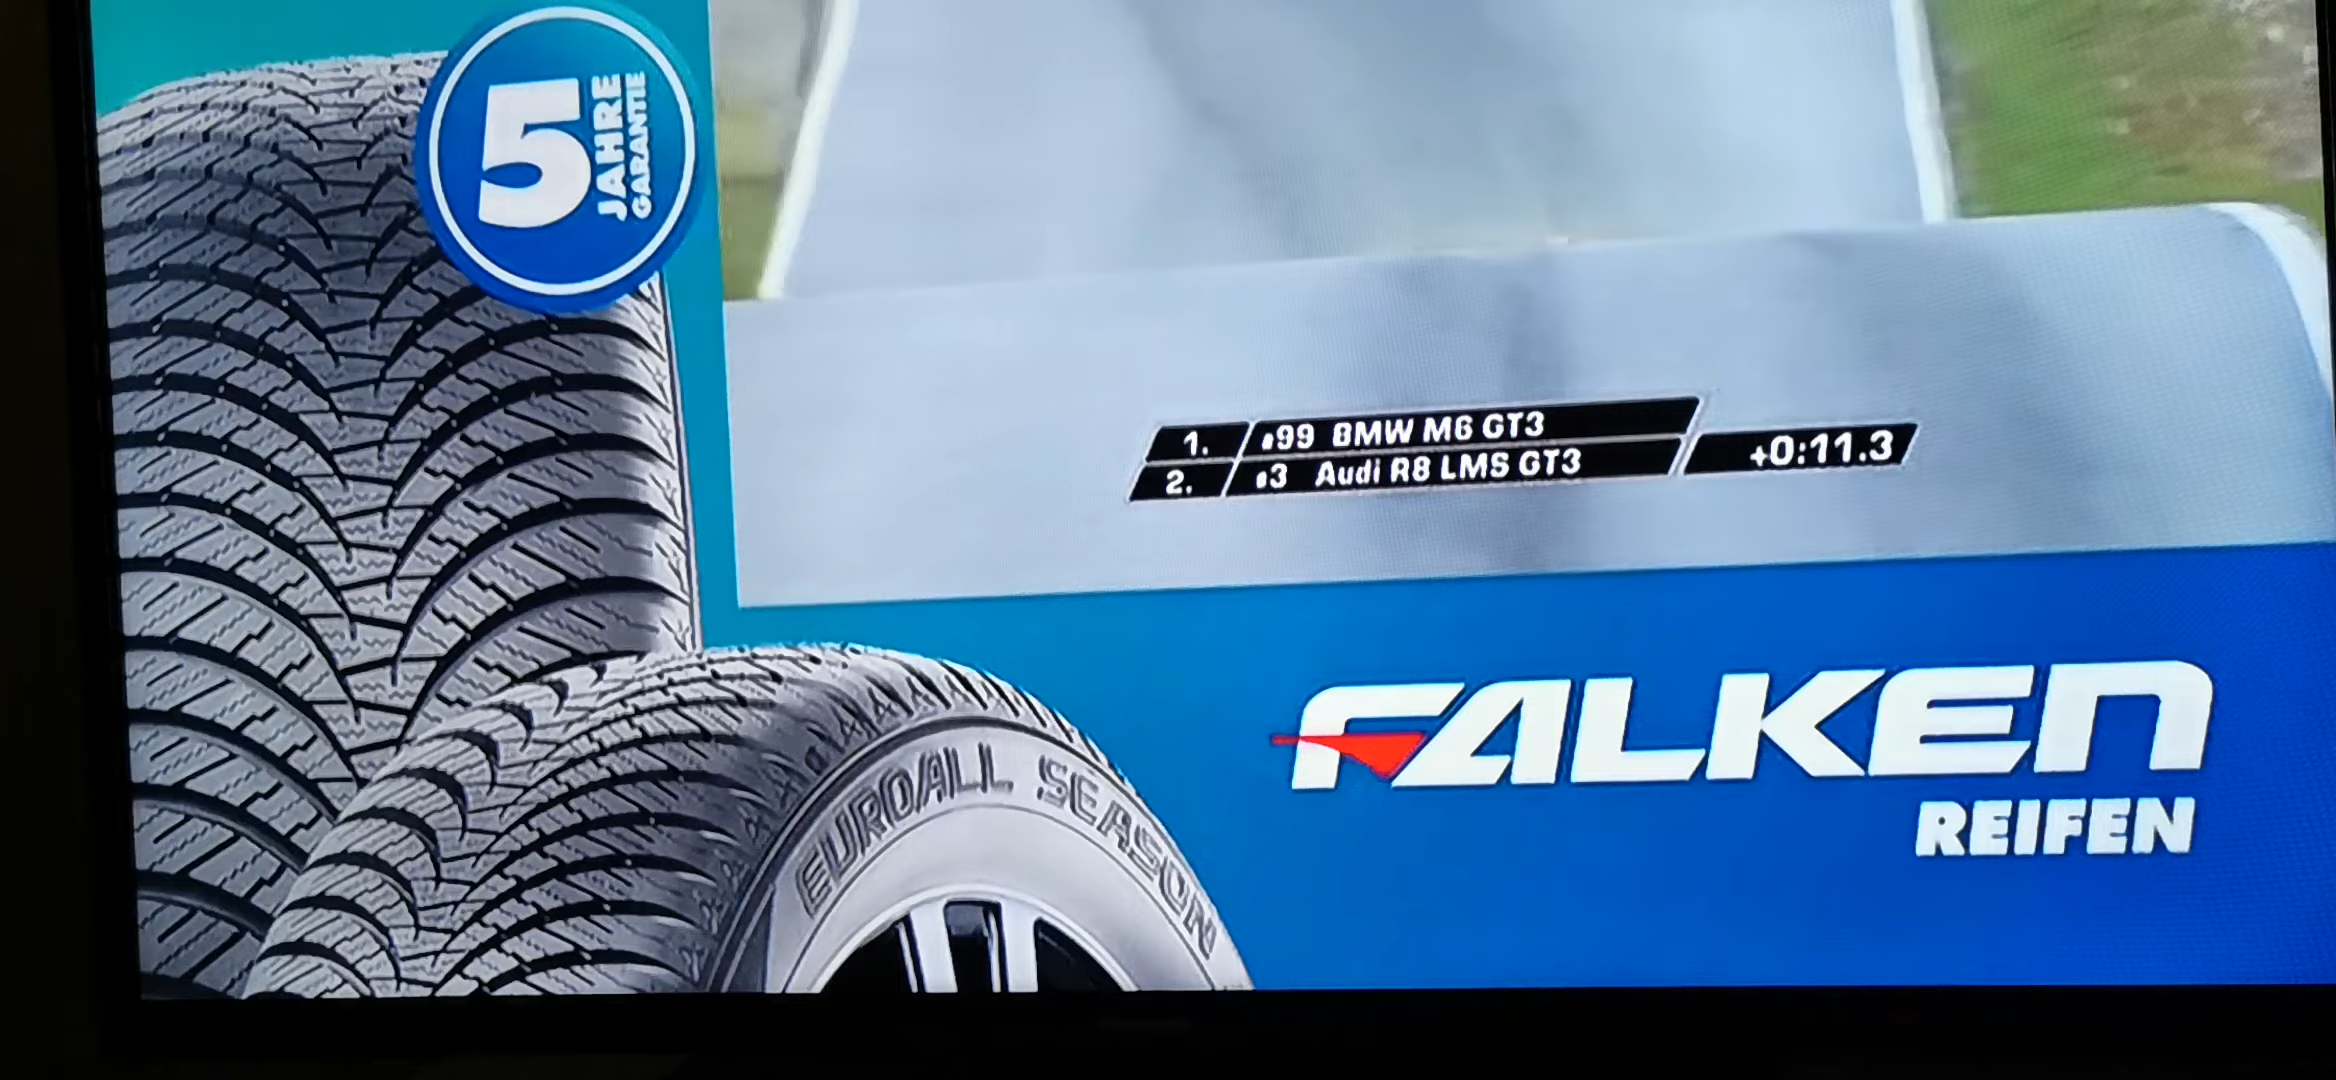 5
JAHRE
GARANTIE
1. #99 BMW M6 GT3
2. #3 Audi R8 LMS GT3 +0:11.3
FALKEN
REIFEN
EUROALL SEASON